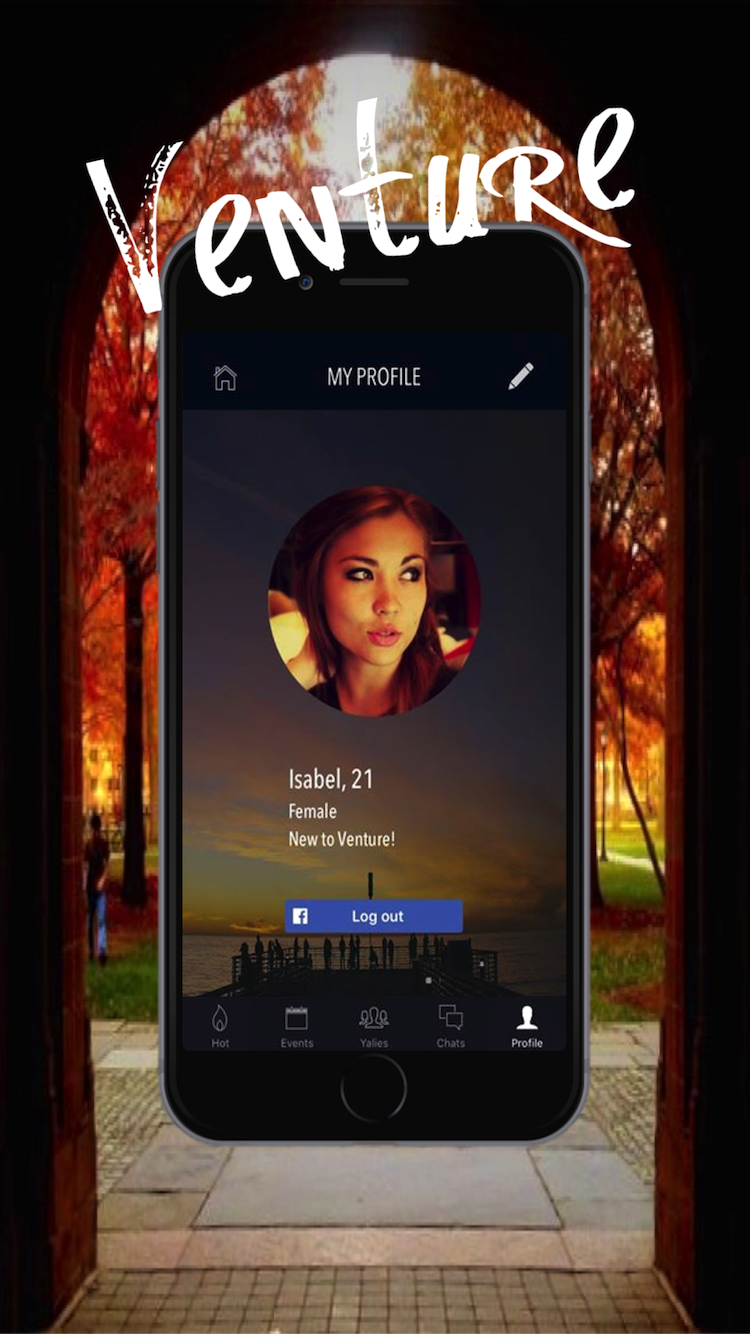 Venture
MY PROFILE
Isabel, 21
Female
New to Venture!
Log out
Hot
Events
Yalies
Chats
Profile